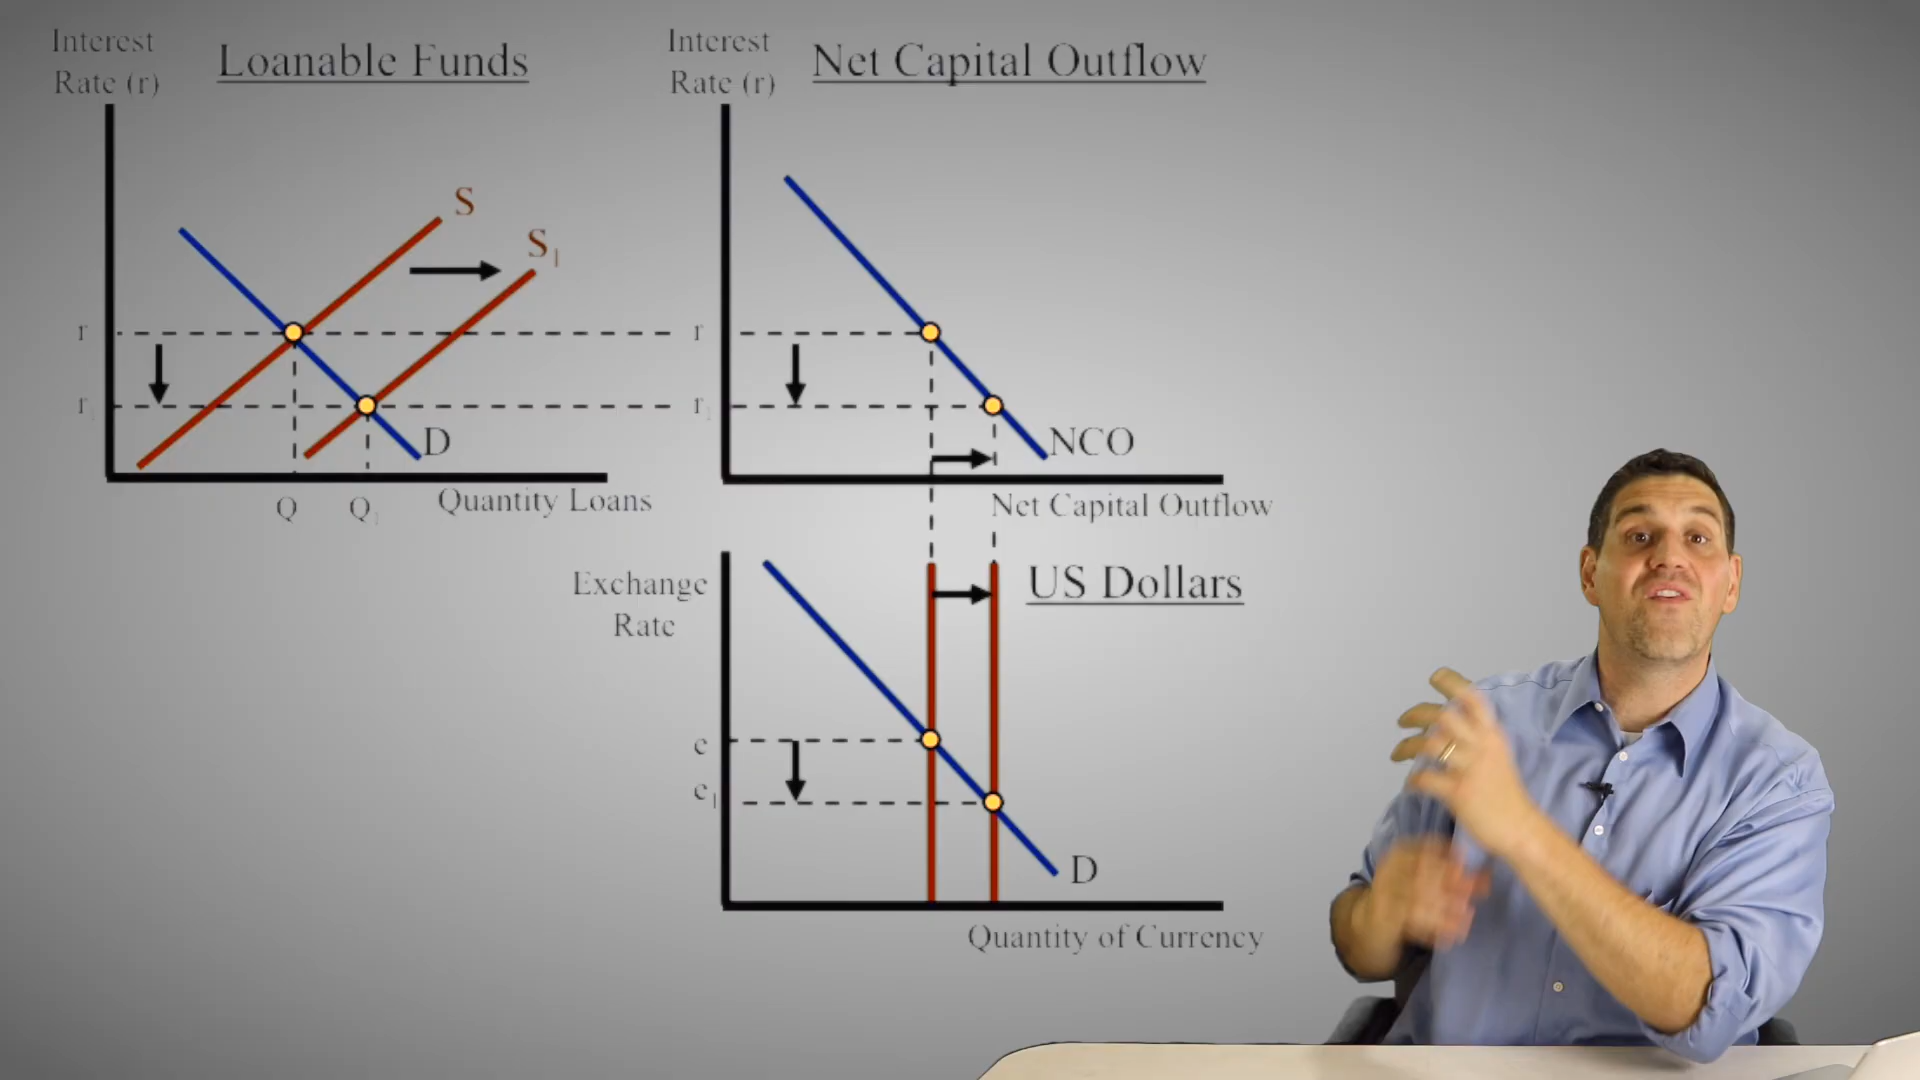 Interest
Rate (r)
Loanable Funds
S
S1
r
r1
D
Q
Q1
Quantity Loans
Interest
Rate (r)
Net Capital Outflow
r
r1
NCO
Net Capital Outflow
Exchange
Rate
US Dollars
e
e1
D
Quantity of Currency